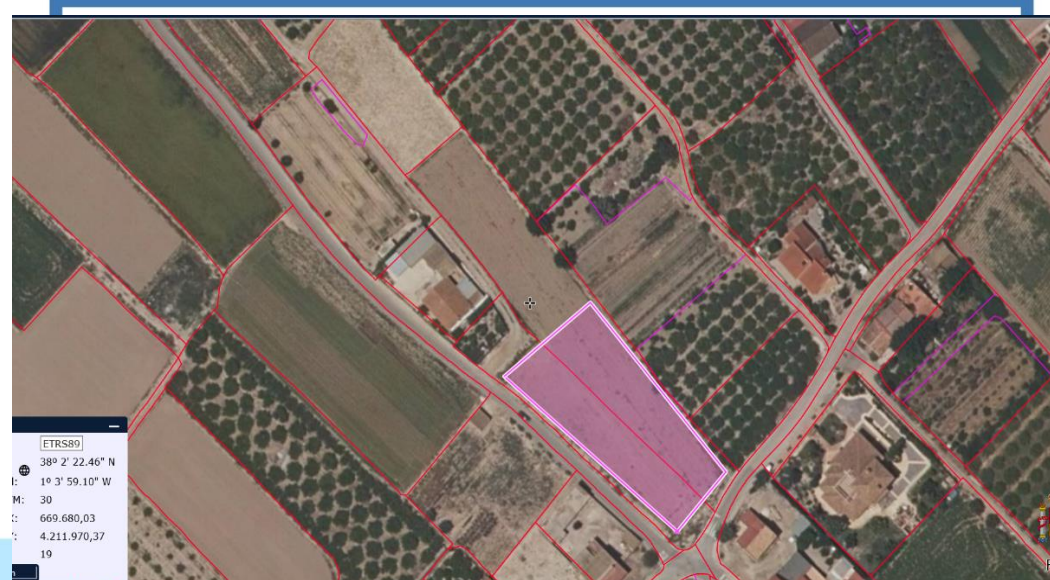 ETRS89
38º 2' 22.46" N
1º 3' 59.10" W
30
669.680,03
4.211.970,37
19